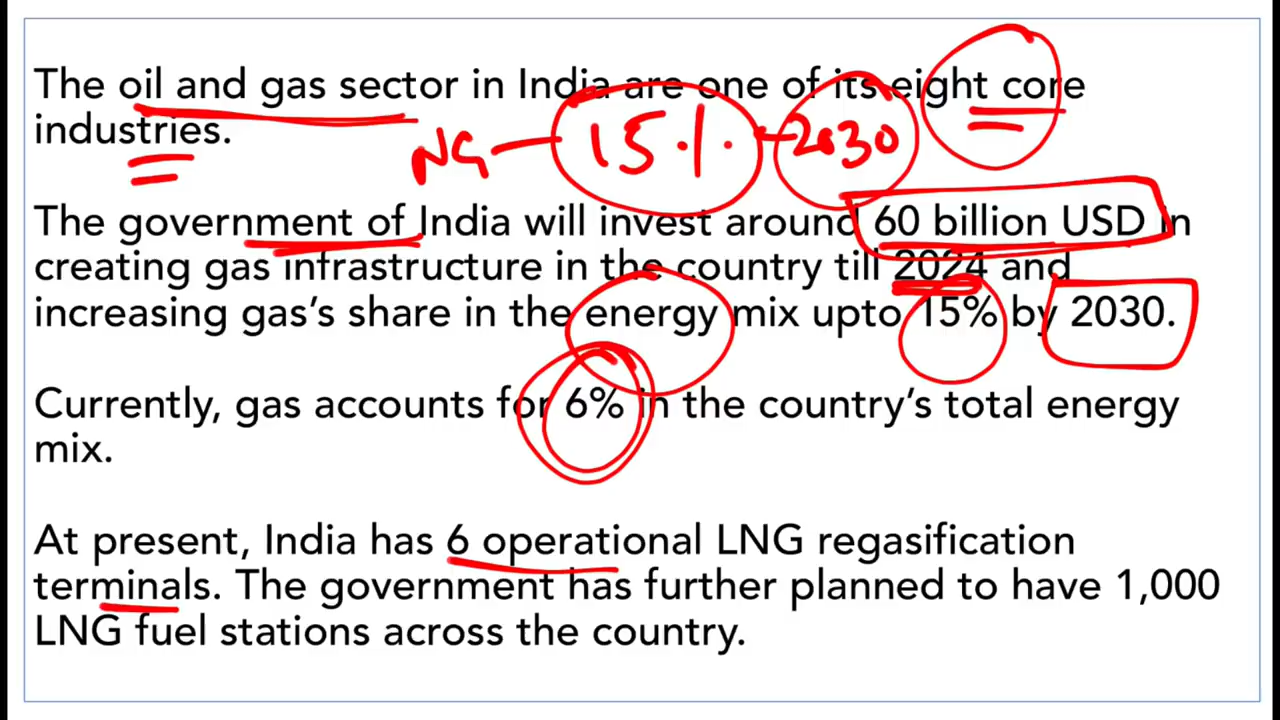 The oil and gas sector in India are one of its eight core
industries.
NG — 15% — 2030
The government of India will invest around 60 billion USD in
creating gas infrastructure in the country till 2024 and
increasing gas's share in the energy mix upto 15% by 2030.
Currently, gas accounts for 6% in the country's total energy
mix.
At present, India has 6 operational LNG regasification
terminals. The government has further planned to have 1,000
LNG fuel stations across the country.